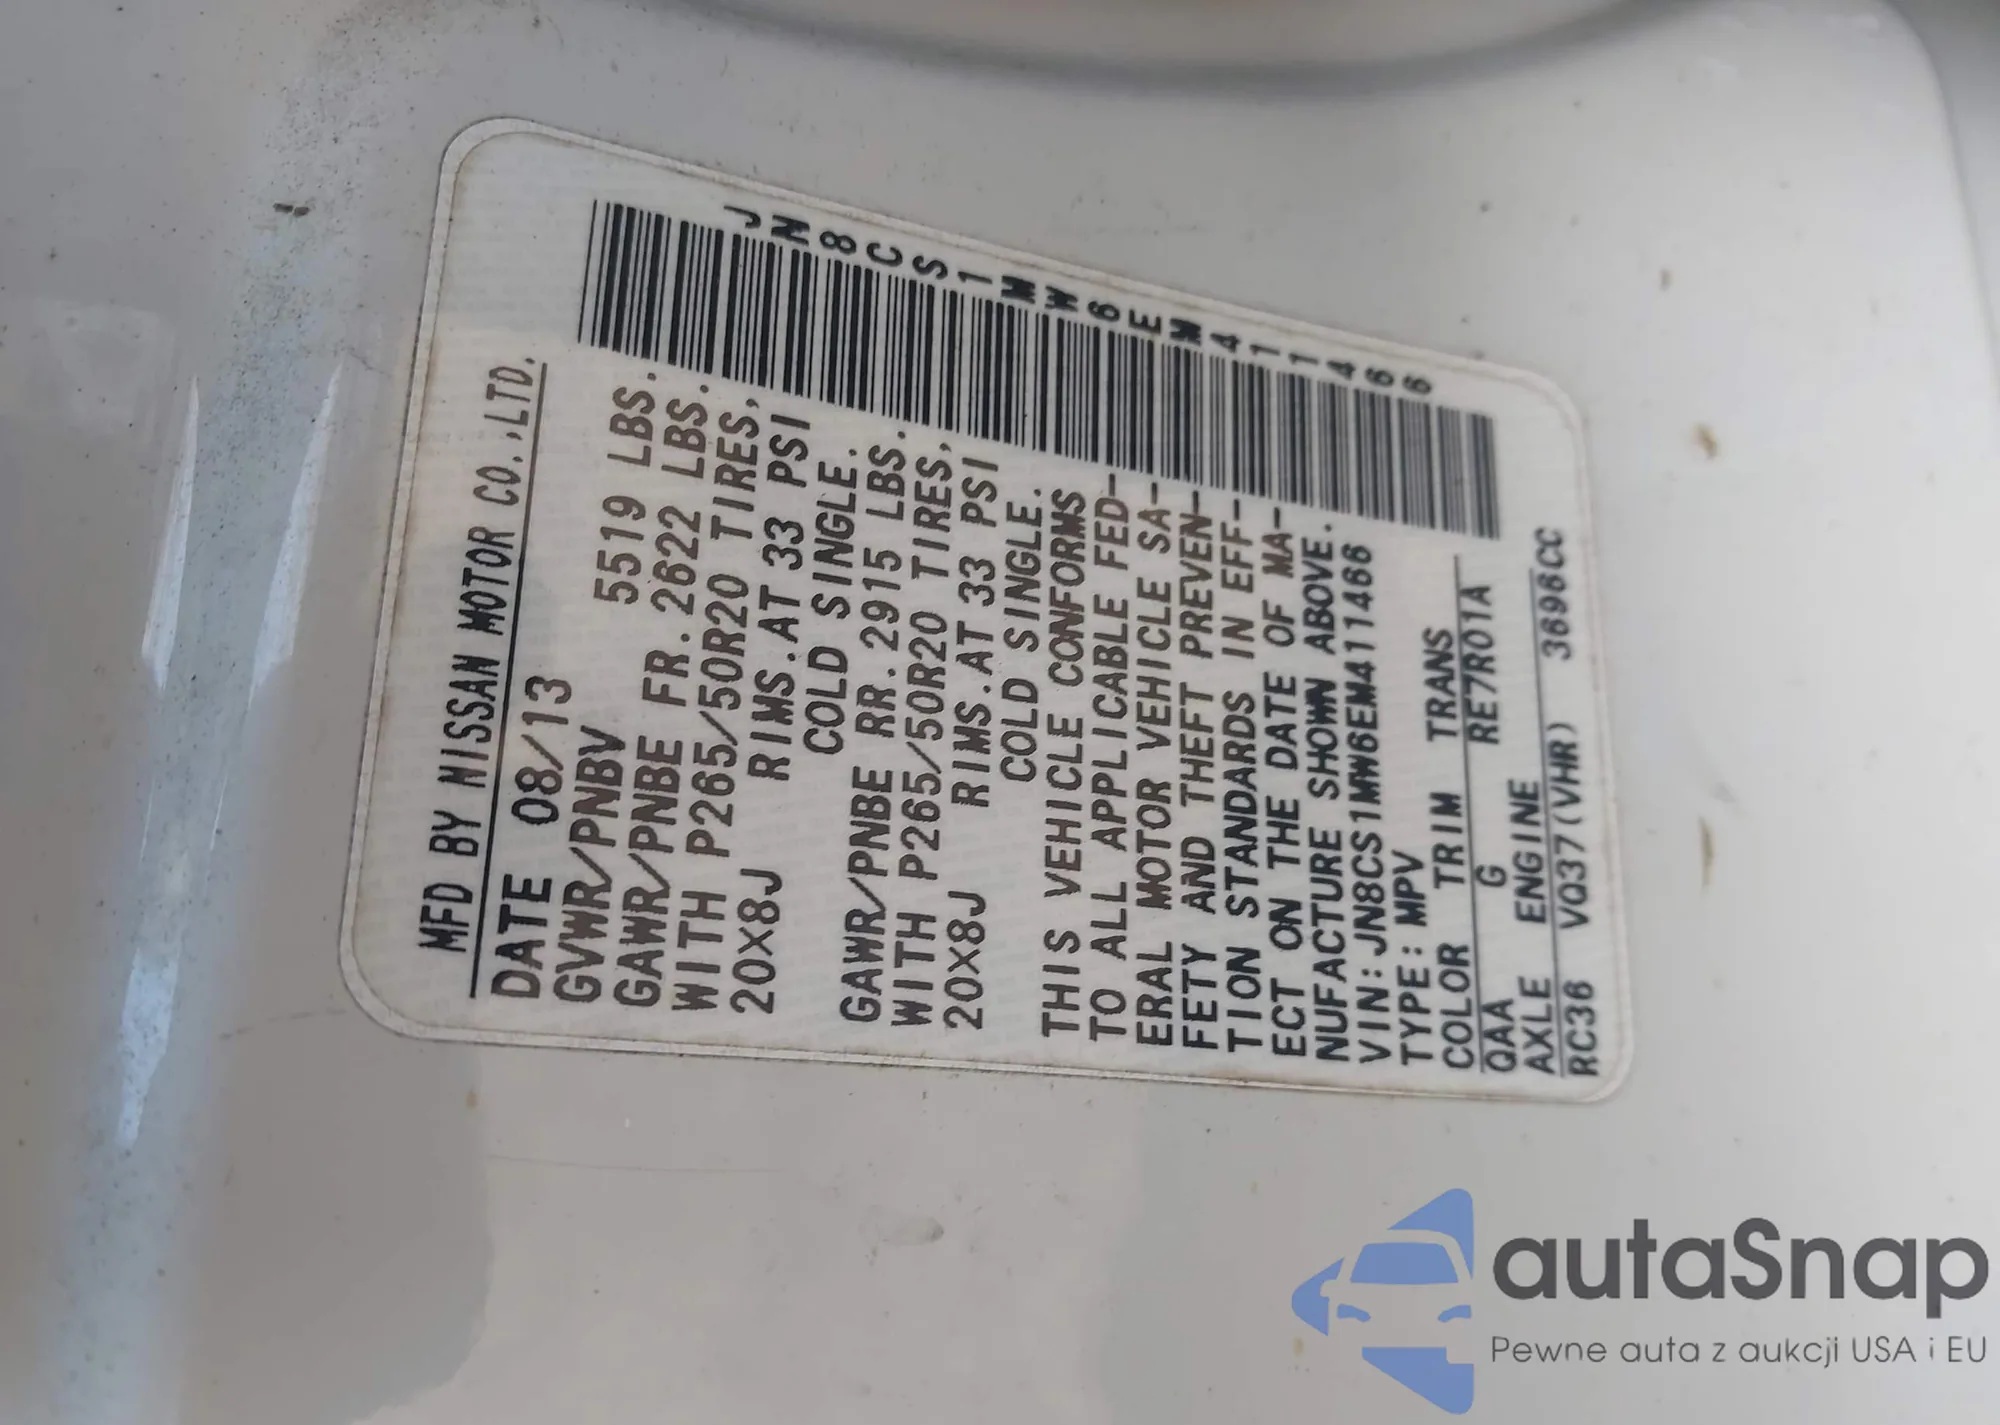 MFD BY NISSAN MOTOR CO.,LTD.
DATE 08/13
GVWR/PNBV 5519 LBS.
GAWR/PNBE FR.2622 LBS.
WITH P265/50R20 TIRES,
20X8J RIMS.AT 33 PSI
COLD SINGLE.
GAWR/PNBE RR.2915 LBS.
WITH P265/50R20 TIRES,
20X8J RIMS.AT 33 PSI
COLD SINGLE.
THIS VEHICLE CONFORMS
TO ALL APPLICABLE FED-
ERAL MOTOR VEHICLE SA-
FETY AND THEFT PREVEN-
TION STANDARDS IN EFF-
ECT ON THE DATE OF MA-
NUFACTURE SHOWN ABOVE.
VIN:JN8CS1MW6EM411466
TYPE:MPV
COLOR TRIM TRANS
QAA G RE7R01A
AXLE ENGINE
RC36 VQ37(VHR) 3696CC
JN8CS1MW6EM411466
autaSnap
Pewne auta z aukcji USA i EU